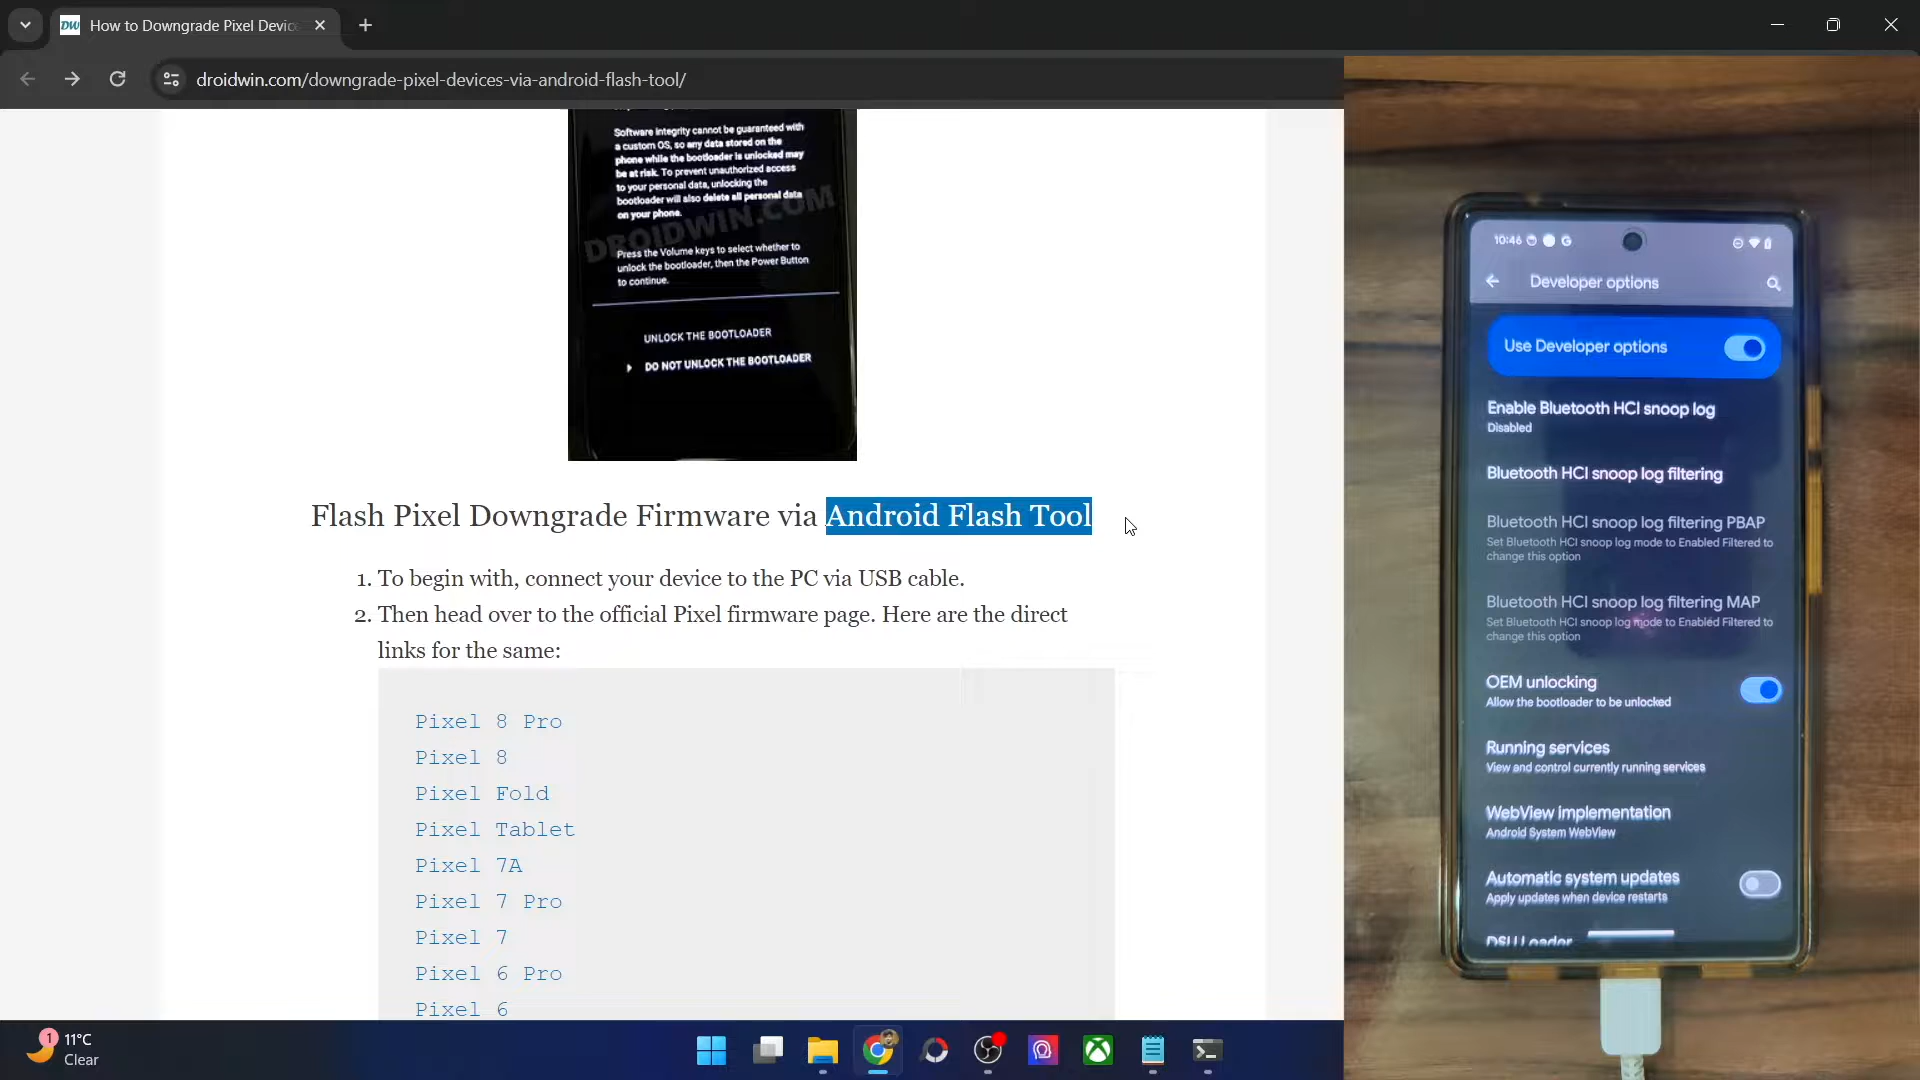 How to Downgrade Pixel Devic
droidwin.com/downgrade-pixel-devices-via-android-flash-tool/
Software integrity cannot be guaranteed with
a custom OS, so any data stored on the
phone while the bootloader is unlocked may
be at risk. To prevent unauthorized access
to your personal data, unlocking the
bootloader will also delete all personal data
on your phone.
DROIDWIN.COM
Press the Volume keys to select whether to
unlock the bootloader, then the Power Button
to continue.
UNLOCK THE BOOTLOADER
DO NOT UNLOCK THE BOOTLOADER
Flash Pixel Downgrade Firmware via Android Flash Tool
1. To begin with, connect your device to the PC via USB cable.
2. Then head over to the official Pixel firmware page. Here are the direct
links for the same:
Pixel 8 Pro
Pixel 8
Pixel Fold
Pixel Tablet
Pixel 7A
Pixel 7 Pro
Pixel 7
Pixel 6 Pro
Pixel 6
1
11°C
Clear
10:46
Developer options
Use Developer options
Enable Bluetooth HCI snoop log
Disabled
Bluetooth HCI snoop log filtering
Bluetooth HCI snoop log filtering PBAP
Set Bluetooth HCI snoop log mode to Enabled Filtered to
change this option
Bluetooth HCI snoop log filtering MAP
Set Bluetooth HCI snoop log mode to Enabled Filtered to
change this option
OEM unlocking
Allow the bootloader to be unlocked
Running services
View and control currently running services
WebView implementation
Android System WebView
Automatic system updates
Apply updates when device restarts
DSU Loader